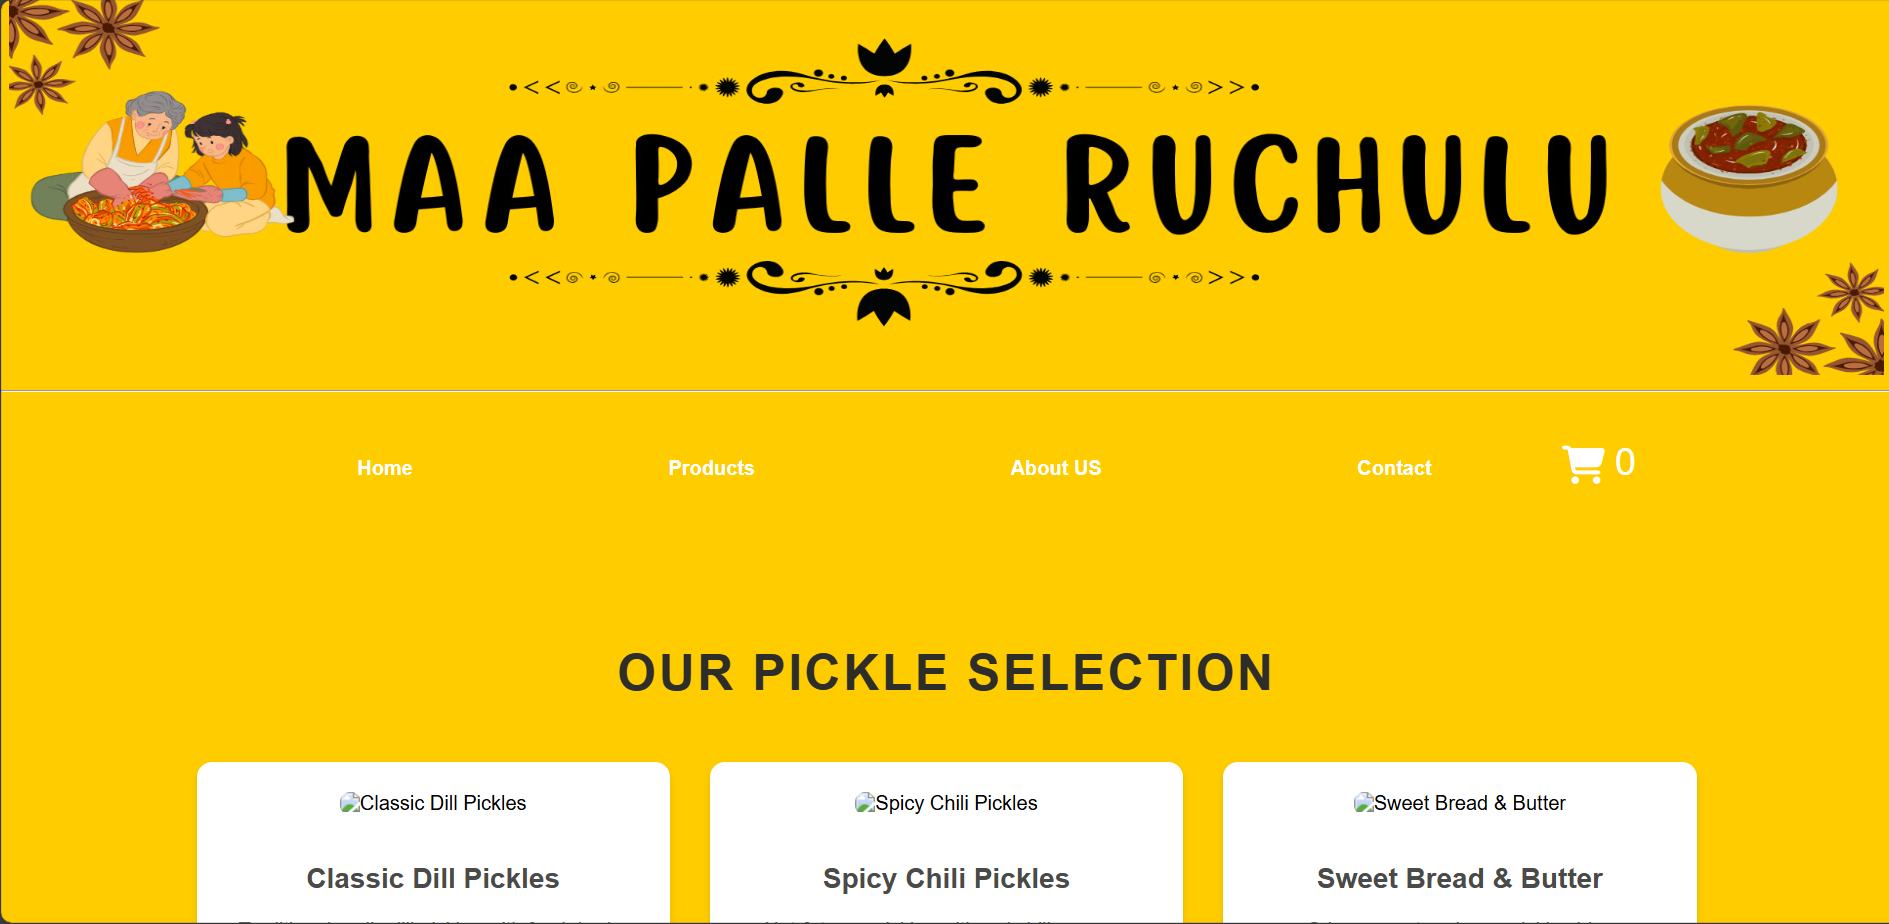 MAA PALLE RUCHULU
Home Products About US Contact 0
OUR PICKLE SELECTION
Classic Dill Pickles Spicy Chili Pickles Sweet Bread & Butter
Classic Dill Pickles Spicy Chili Pickles Sweet Bread & Butter